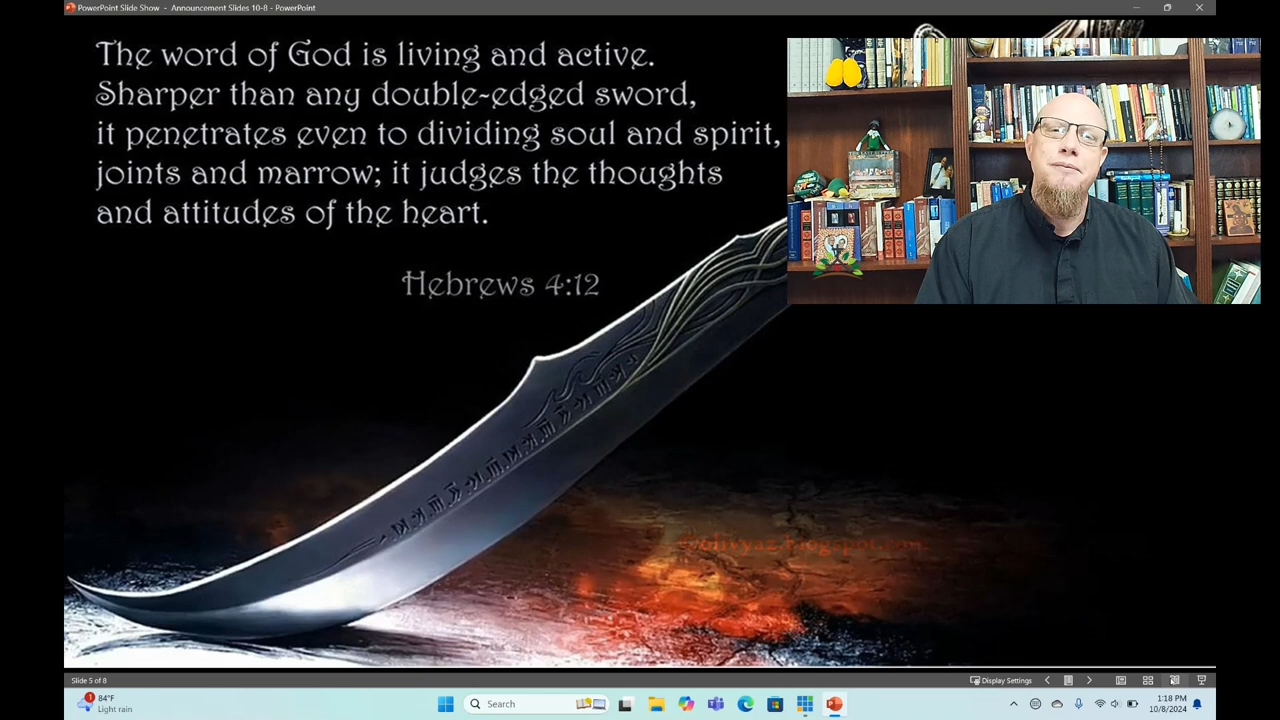 PowerPoint Slide Show - Announcement Slides 10-8 - PowerPoint
The word of God is living and active.
Sharper than any double-edged sword,
it penetrates even to dividing soul and spirit,
joints and marrow; it judges the thoughts
and attitudes of the heart.
Hebrews 4:12
Slide 5 of 8
Display Settings
1
84°F
Light rain
Search
1:18 PM
10/8/2024